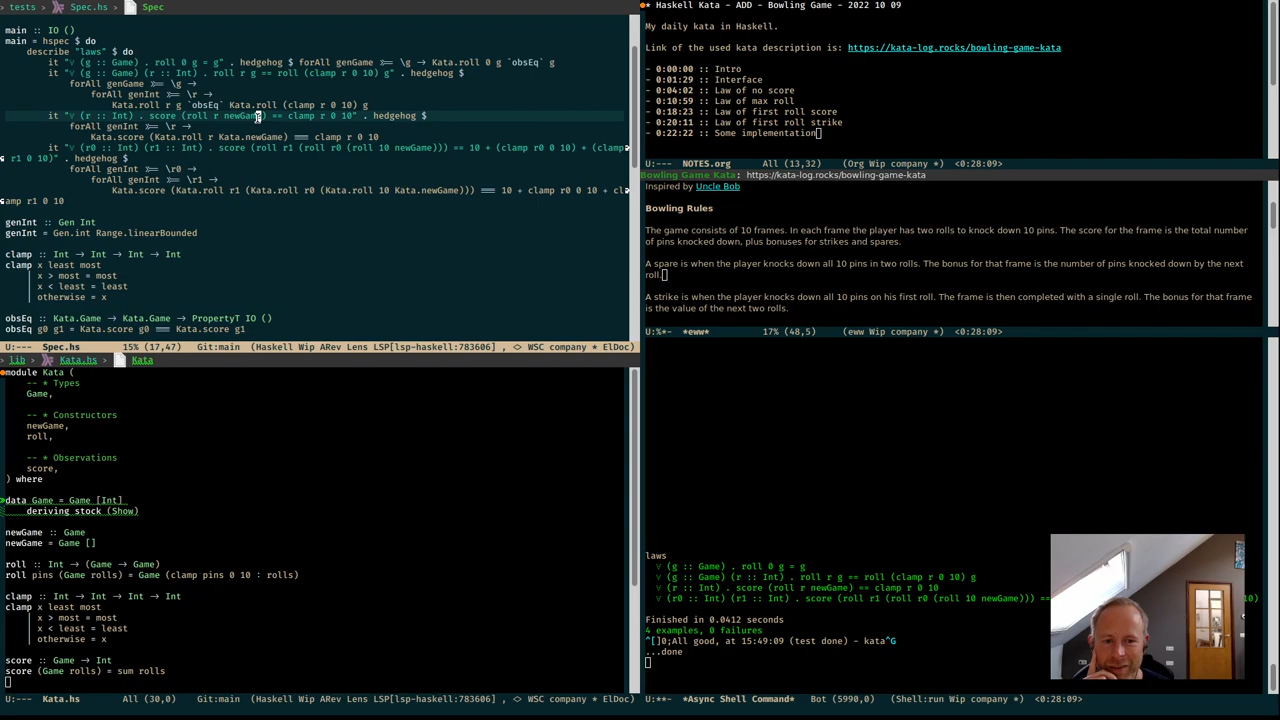 tests > Spec.hs > Spec
main :: IO ()
main = hspec $ do
describe "laws" $ do
it "∀ (g :: Game) . roll 0 g = g" . hedgehog $ forAll genGame >>= \g → Kata.roll 0 g `obsEq` g
it "∀ (g :: Game) (r :: Int) . roll r g == roll (clamp r 0 10) g" . hedgehog $
forAll genGame >>= \g →
forAll genInt >>= \r →
Kata.roll r g `obsEq` Kata.roll (clamp r 0 10) g
it "∀ (r :: Int) . score (roll r newGame) == clamp r 0 10" . hedgehog $
forAll genInt >>= \r →
Kata.score (Kata.roll r Kata.newGame) === clamp r 0 10
it "∀ (r0 :: Int) (r1 :: Int) . score (roll r1 (roll r0 (roll 10 newGame))) == 10 + (clamp r0 0 10) + (clamp
r1 0 10)" . hedgehog $
forAll genInt >>= \r0 →
forAll genInt >>= \r1 →
Kata.score (Kata.roll r1 (Kata.roll r0 (Kata.roll 10 Kata.newGame))) === 10 + clamp r0 0 10 + cl
amp r1 0 10
genInt :: Gen Int
genInt = Gen.int Range.linearBounded
clamp :: Int → Int → Int → Int
clamp x least most
| x > most = most
| x < least = least
| otherwise = x
obsEq :: Kata.Game → Kata.Game → PropertyT IO ()
obsEq g0 g1 = Kata.score g0 === Kata.score g1
U:--- Spec.hs 15% (17,47) Git:main (Haskell Wip ARev Lens LSP[lsp-haskell:783606] , <> WSC company * ElDoc)
lib > Kata.hs > Kata
module Kata (
-- * Types
Game,
-- * Constructors
newGame,
roll,
-- * Observations
score,
) where
data Game = Game [Int]
deriving stock (Show)
newGame :: Game
newGame = Game []
roll :: Int → (Game → Game)
roll pins (Game rolls) = Game (clamp pins 0 10 : rolls)
clamp :: Int → Int → Int → Int
clamp x least most
| x > most = most
| x < least = least
| otherwise = x
score :: Game → Int
score (Game rolls) = sum rolls
U:--- Kata.hs All (30,0) Git:main (Haskell Wip ARev Lens LSP[lsp-haskell:783606] , <> WSC company * ElDoc)
* Haskell Kata - ADD - Bowling Game - 2022 10 09
My daily kata in Haskell.
Link of the used kata description is: https://kata-log.rocks/bowling-game-kata
- 0:00:00 :: Intro
- 0:01:29 :: Interface
- 0:04:02 :: Law of no score
- 0:10:59 :: Law of max roll
- 0:18:23 :: Law of first roll score
- 0:20:11 :: Law of first roll strike
- 0:22:22 :: Some implementation
U:--- NOTES.org All (13,32) (Org Wip company *) <0:28:09>
Bowling Game Kata: https://kata-log.rocks/bowling-game-kata
Inspired by Uncle Bob
Bowling Rules
The game consists of 10 frames. In each frame the player has two rolls to knock down 10 pins. The score for the frame is the total number
of pins knocked down, plus bonuses for strikes and spares.
A spare is when the player knocks down all 10 pins in two rolls. The bonus for that frame is the number of pins knocked down by the next
roll.
A strike is when the player knocks down all 10 pins on his first roll. The frame is then completed with a single roll. The bonus for that frame
is the value of the next two rolls.
U:%*- *eww* 17% (48,5) (eww Wip company *) <0:28:09>
laws
∀ (g :: Game) . roll 0 g = g
∀ (g :: Game) (r :: Int) . roll r g == roll (clamp r 0 10) g
∀ (r :: Int) . score (roll r newGame) == clamp r 0 10
∀ (r0 :: Int) (r1 :: Int) . score (roll r1 (roll r0 (roll 10 newGame))) == 10)
Finished in 0.0412 seconds
4 examples, 0 failures
^[]0;All good, at 15:49:09 (test done) - kata^G
...done
U:**- *Async Shell Command* Bot (5990,0) (Shell:run Wip company *) <0:28:09>